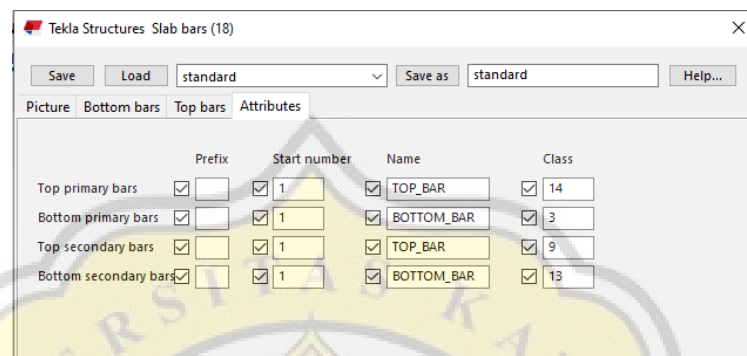 Tekla Structures Slab bars (18)
Save Load standard Save as standard Help...
Picture Bottom bars Top bars Attributes
Prefix Start number Name Class
Top primary bars 1 TOP_BAR 14
Bottom primary bars 1 BOTTOM_BAR 3
Top secondary bars 1 TOP_BAR 9
Bottom secondary bars 1 BOTTOM_BAR 13
ERSITAS KA